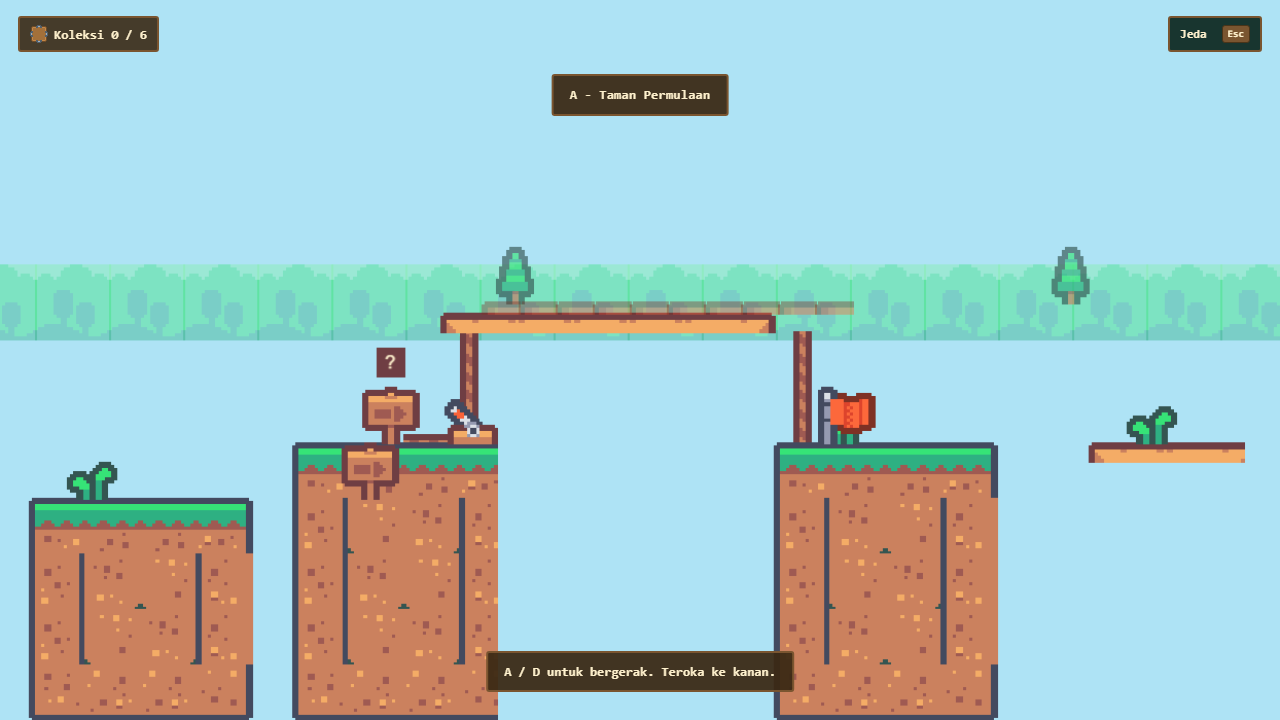 Koleksi 0 / 6
Jeda Esc
A - Taman Permulaan
?
A / D untuk bergerak. Teroka ke kanan.